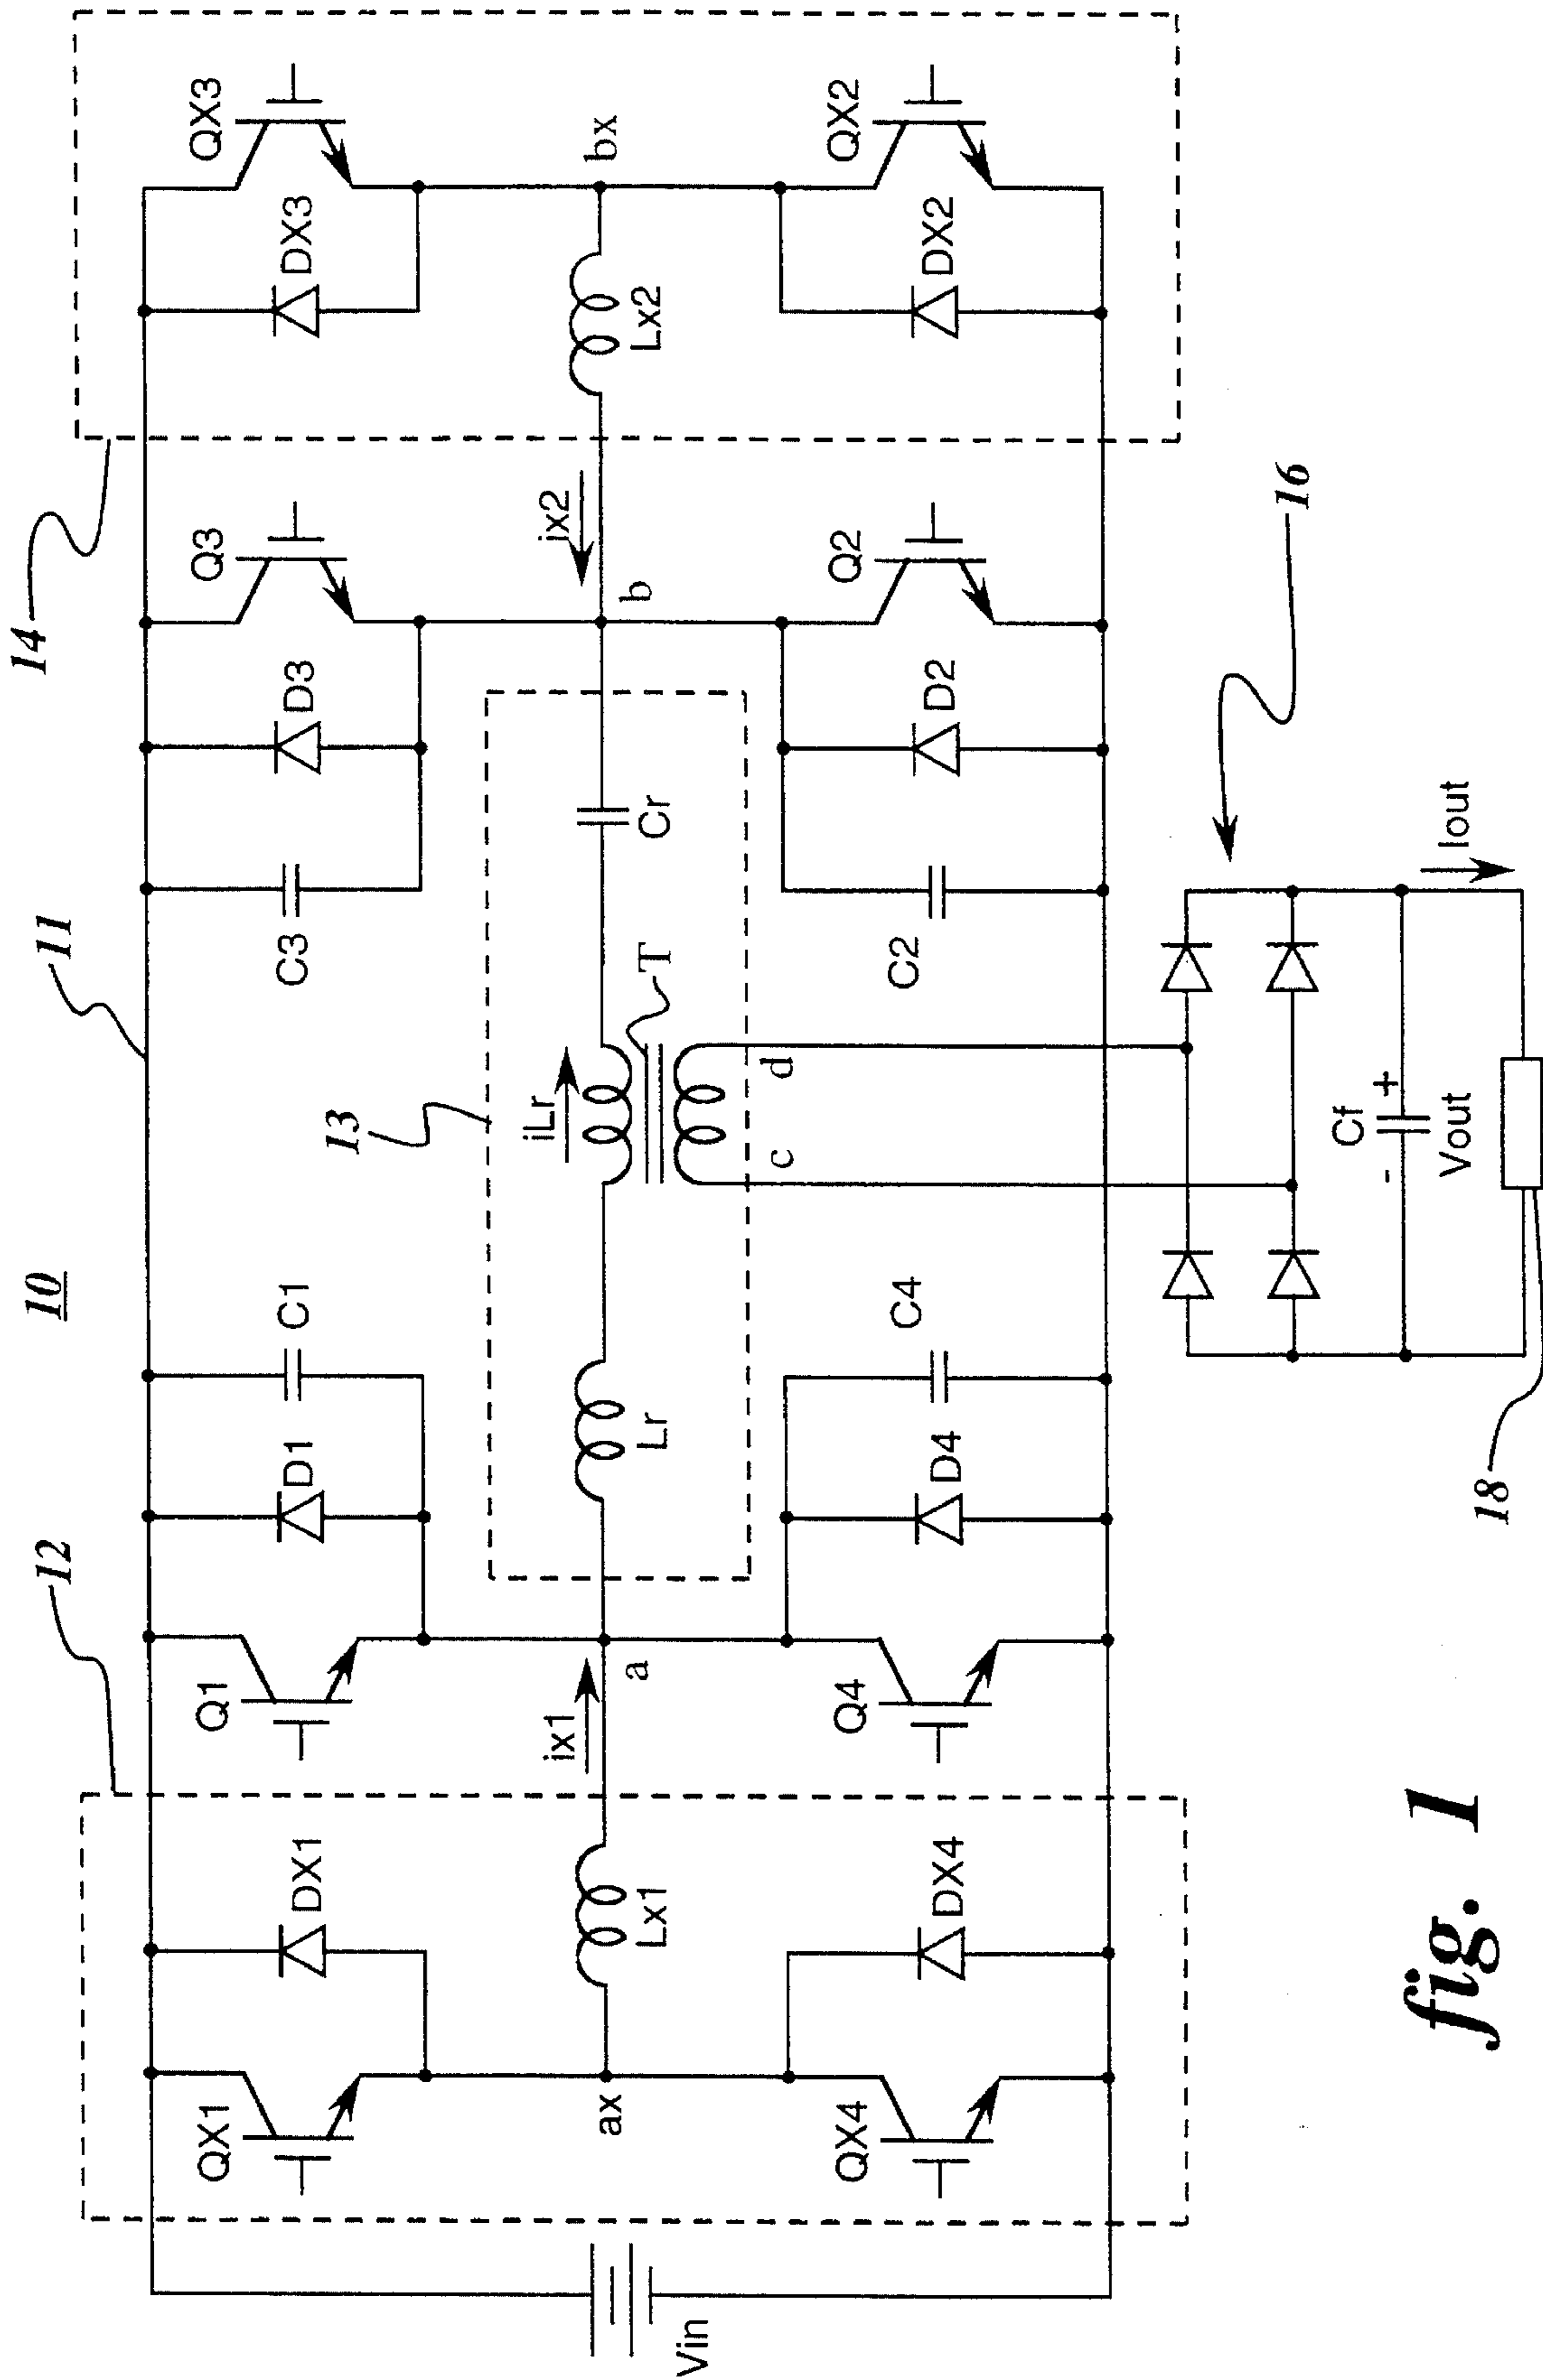 10
11
12
13
14
QX1
DX1
Q1
D1
C1
C3
D3
Q3
DX3
QX3
ax
Lx1
ix1
a
Lr
iLr
T
Cr
b
ix2
Lx2
bx
QX4
DX4
Q4
D4
C4
c
d
C2
D2
Q2
DX2
QX2
Vin
16
Cf
- +
Vout
Iout
18
fig. 1